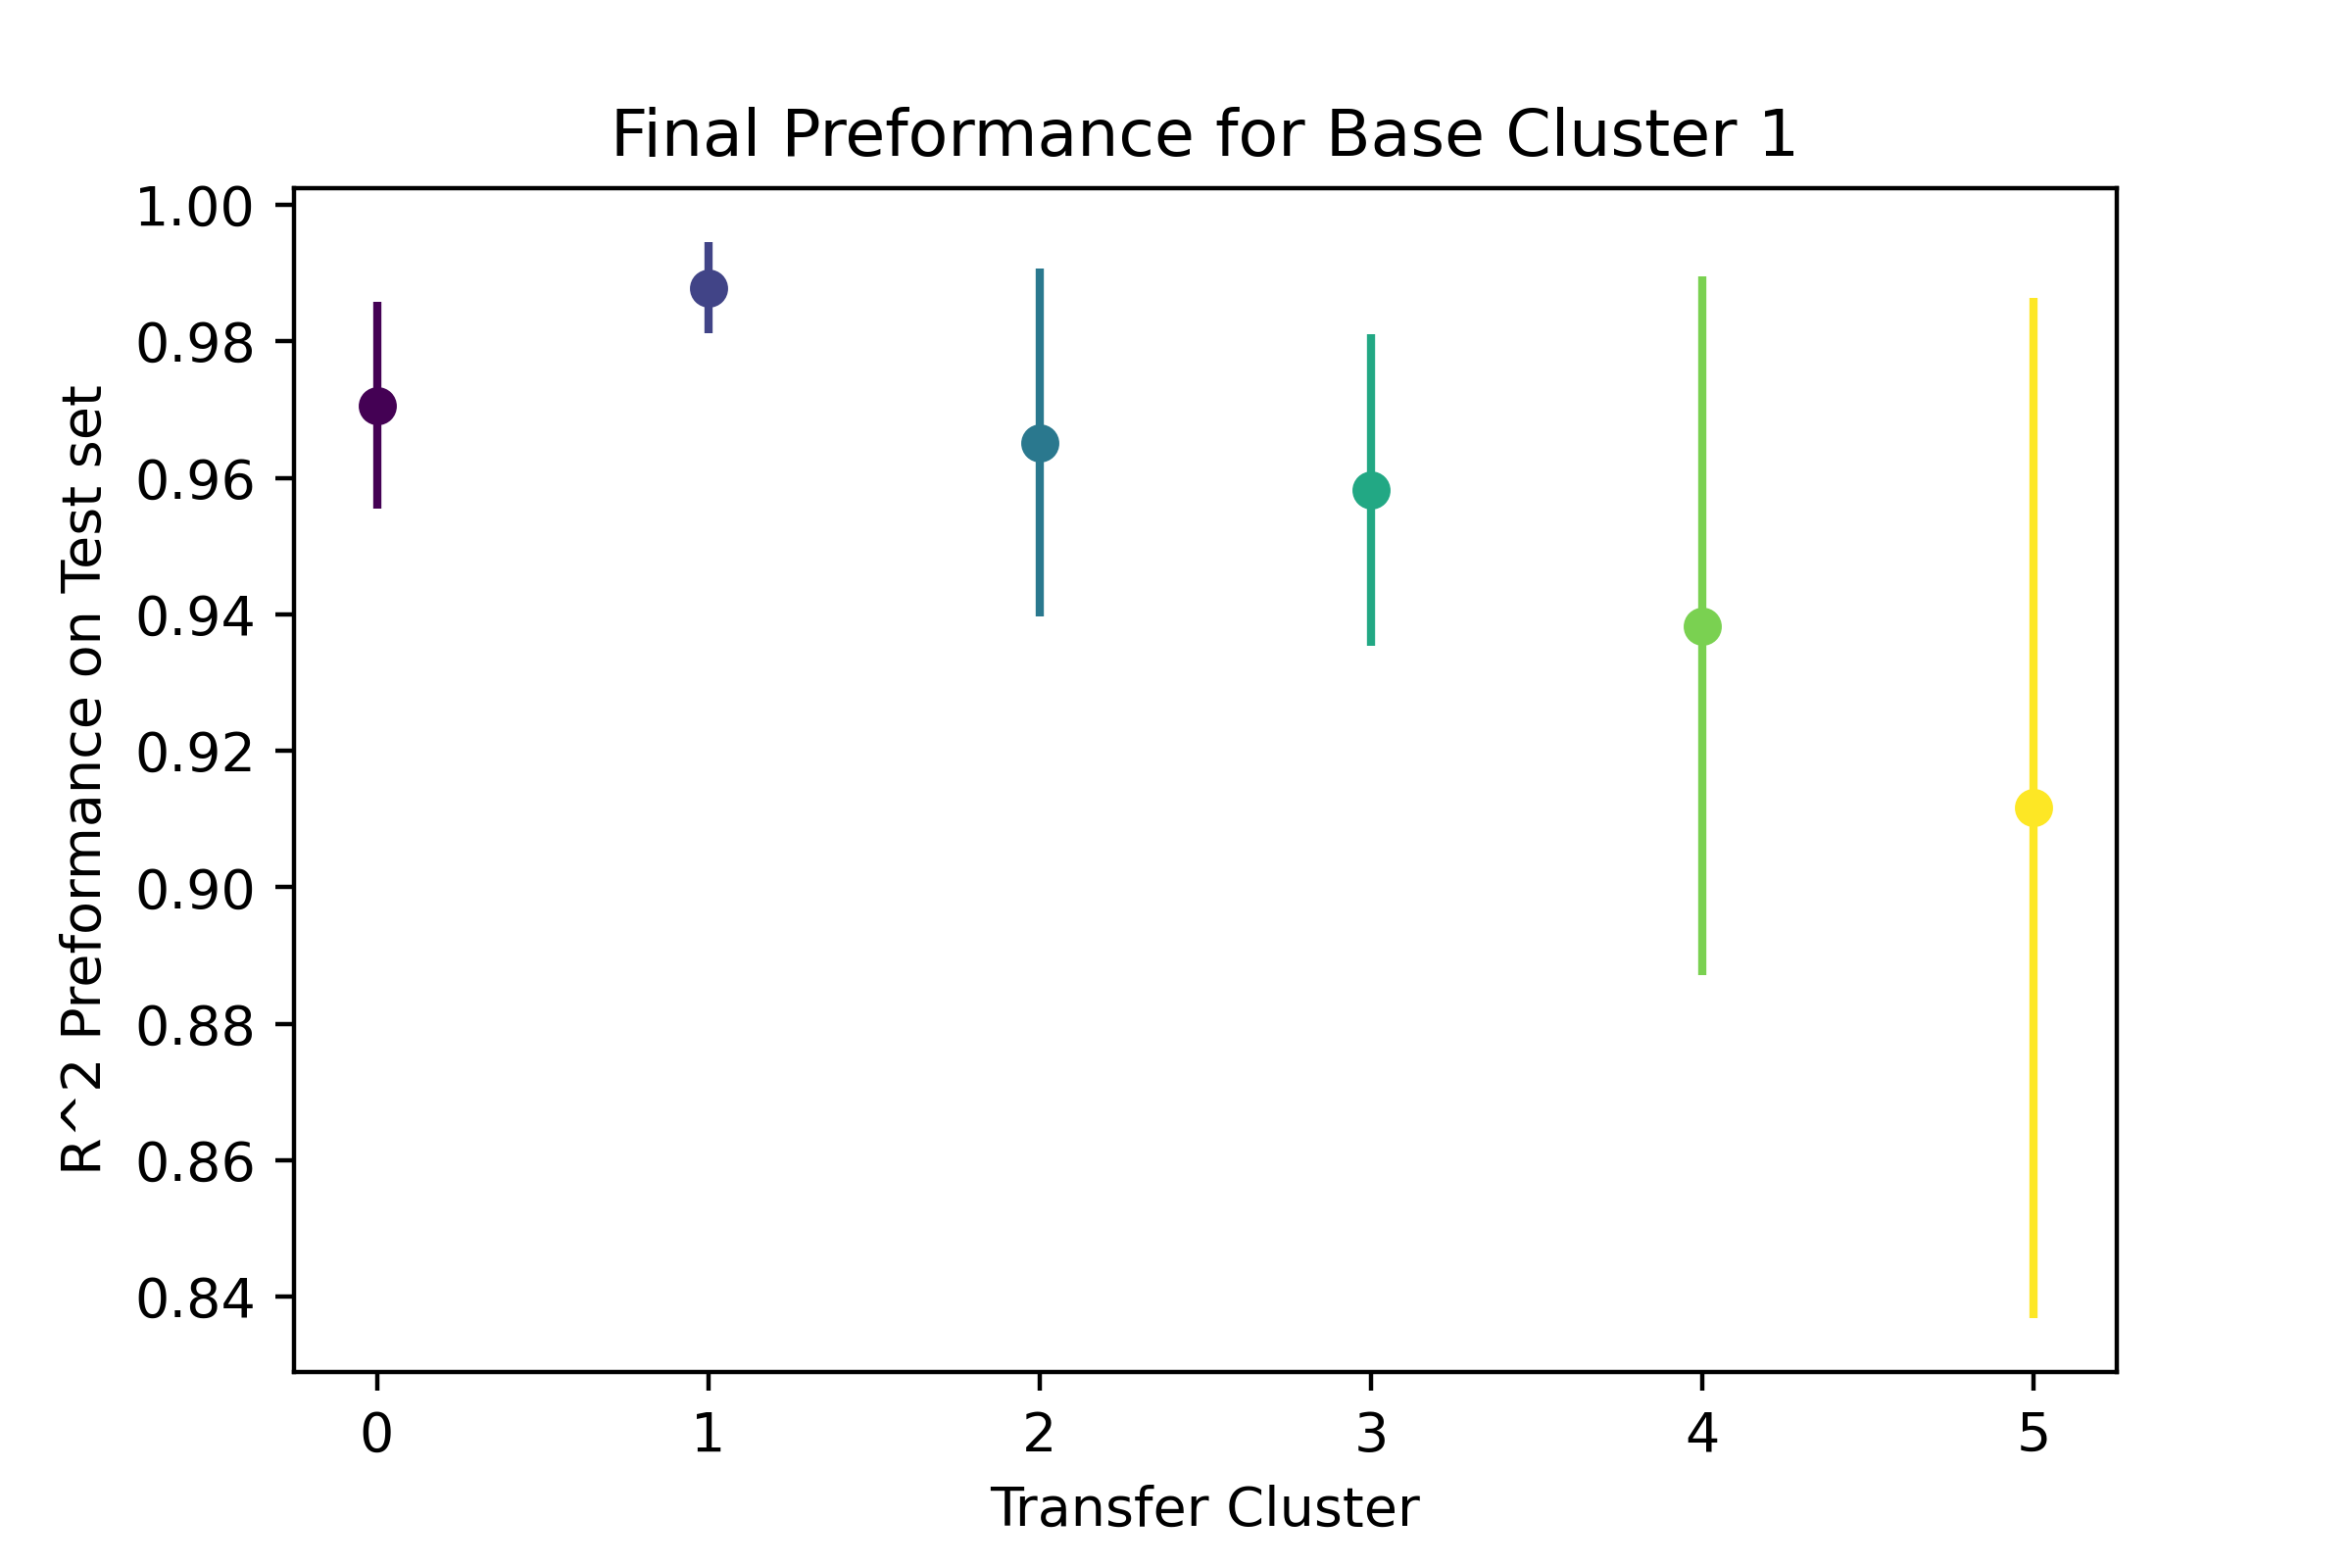 Final Preformance for Base Cluster 1
R^2 Preformance on Test set
1.00
0.98
0.96
0.94
0.92
0.90
0.88
0.86
0.84
0 1 2 3 4 5
Transfer Cluster